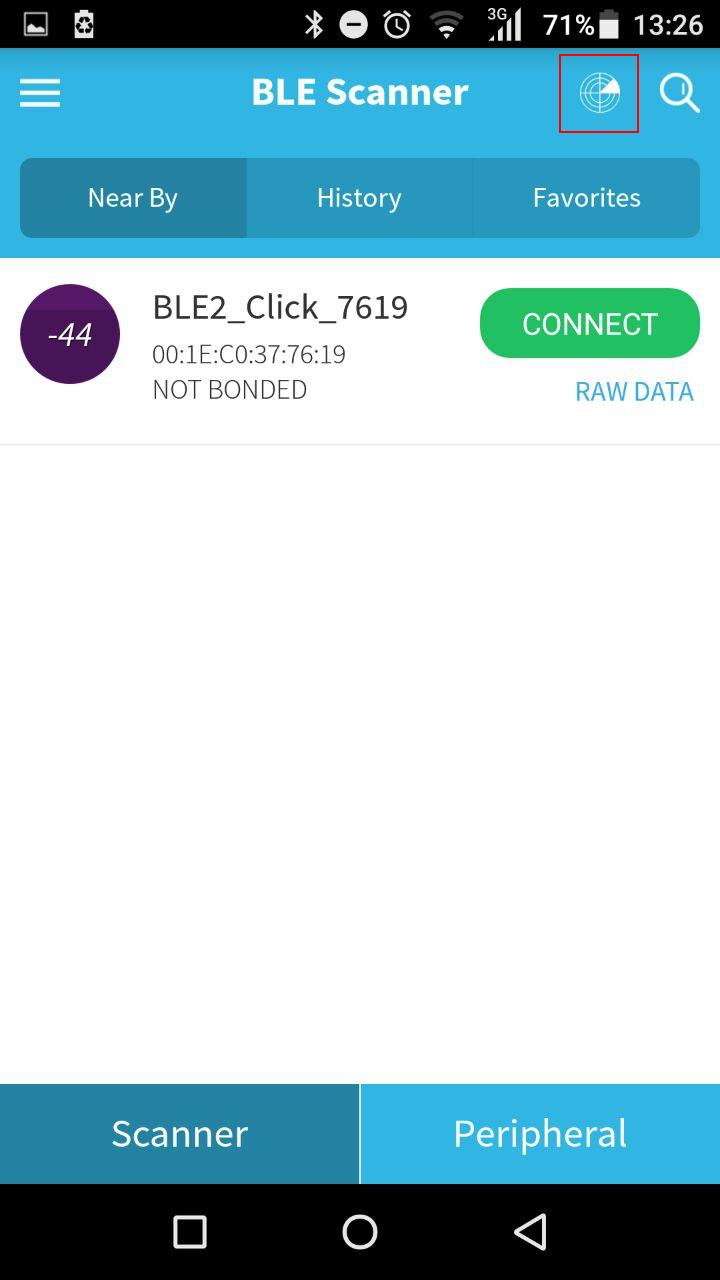 3G 71% 13:26
BLE Scanner
Near By History Favorites
-44
BLE2_Click_7619
00:1E:C0:37:76:19
NOT BONDED
CONNECT
RAW DATA
Scanner Peripheral